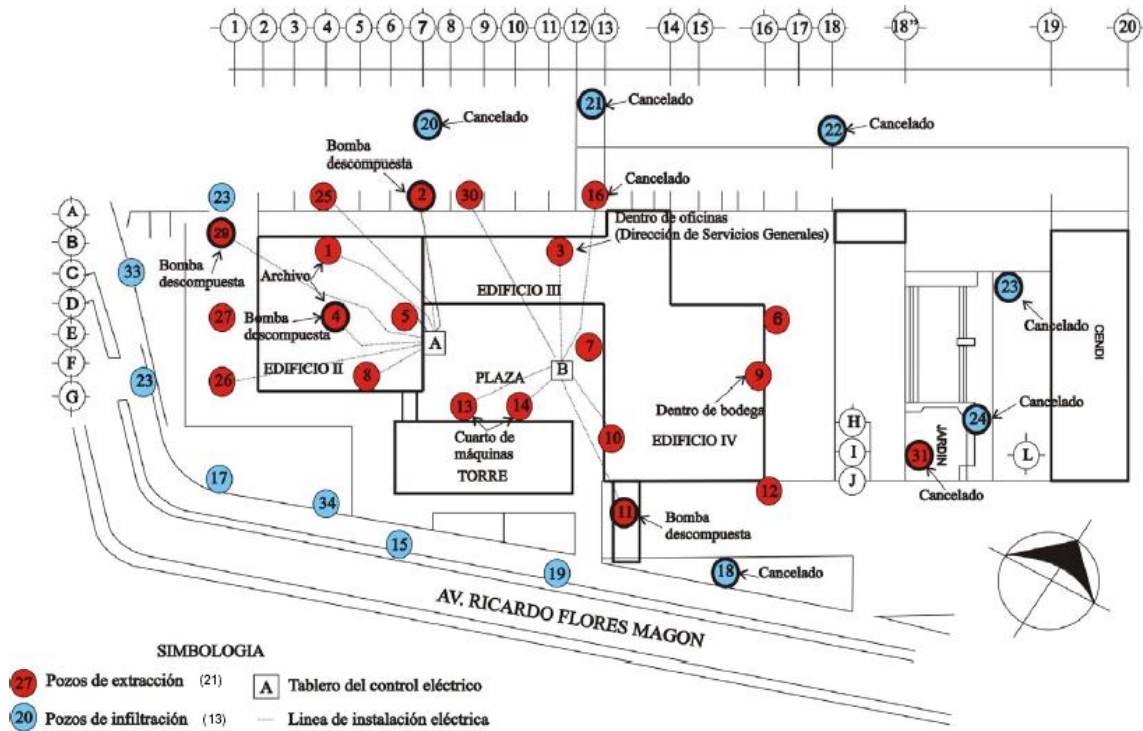 1 2 3 4 5 6 7 8 9 10 11 12 13 14 15 16 17 18 18” 19 20
21 Cancelado
20 Cancelado
22 Cancelado
Bomba
descompuesta
23 25 2 30 16 Cancelado
A
B
C
D
E
F
G
29
Bomba
descompuesta
33
1
Archivo
3
Dentro de oficinas
(Dirección de Servicios Generales)
EDIFICIO III
23
Cancelado
27
Bomba
descompuesta
4
5
A
6
CENDI
7
B
EDIFICIO II
8
26
23
PLAZA
9
Dentro de bodega
13 14
Cuarto de
máquinas
TORRE
10
EDIFICIO IV
H
I
J
Cancelado
24
JARDIN
31
Cancelado
L
17
34
12
11
Bomba
descompuesta
15
19
18 Cancelado
AV. RICARDO FLORES MAGON
SIMBOLOGIA
27 Pozos de extracción (21)
A Tablero del control eléctrico
20 Pozos de infiltración (13)
Linea de instalación eléctrica